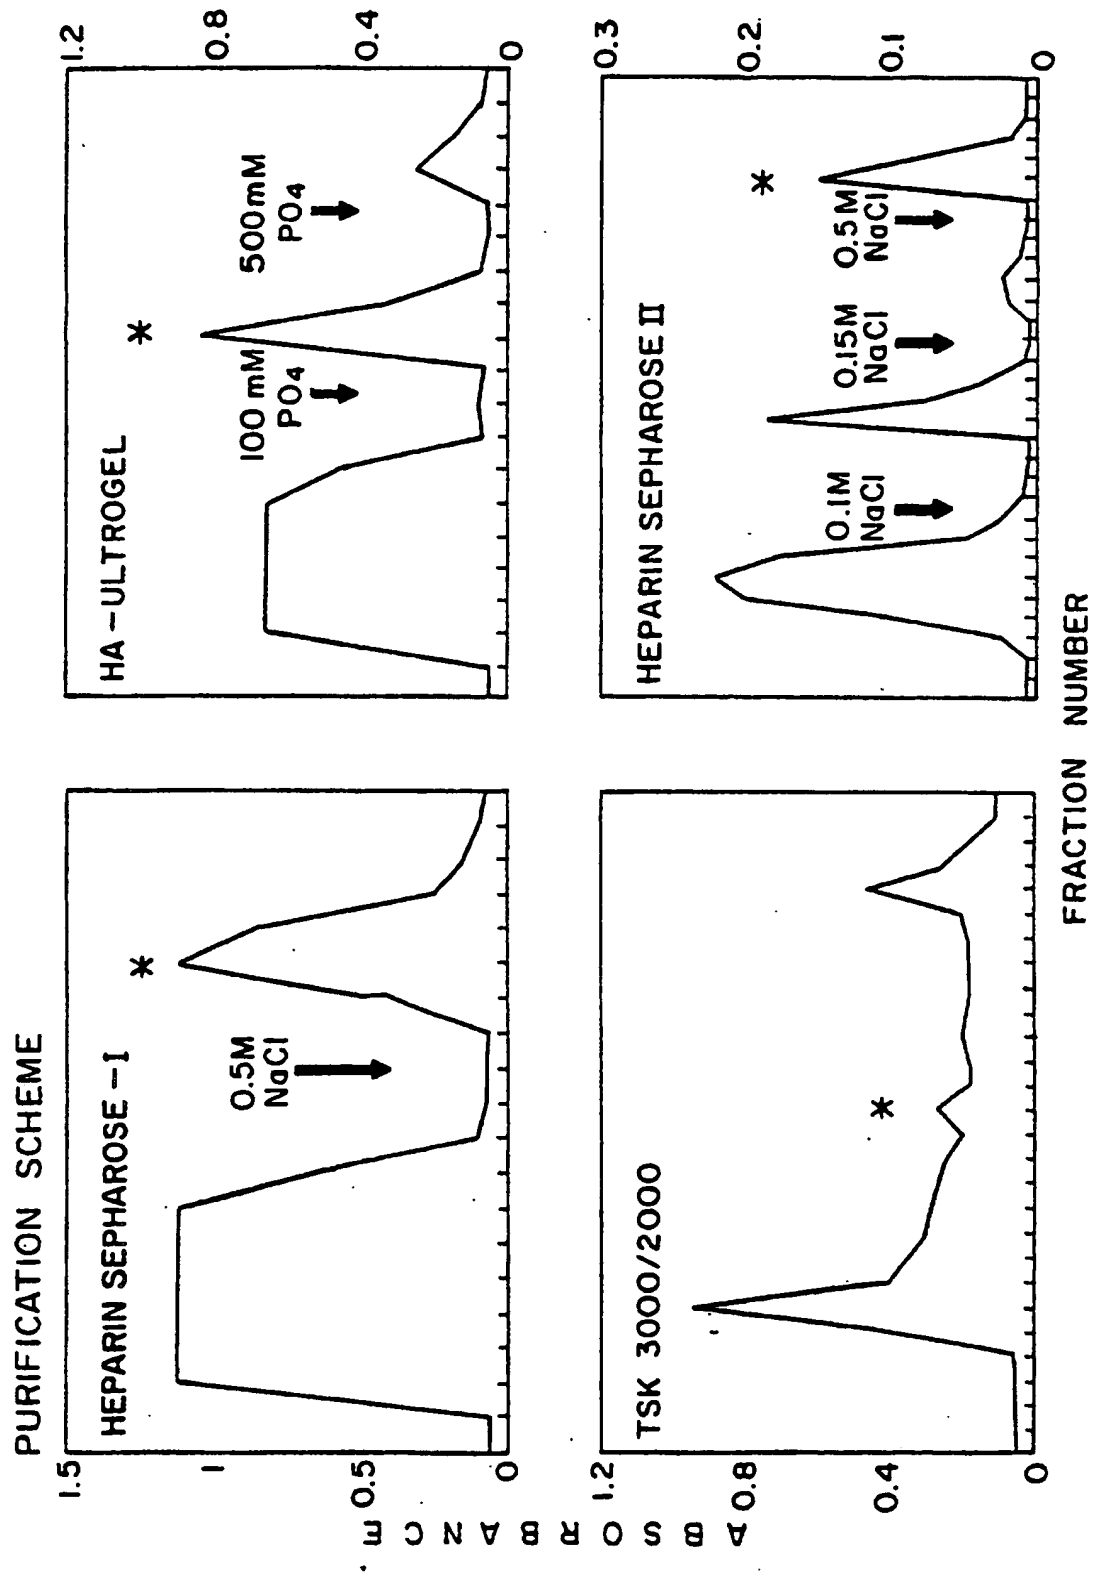 PURIFICATION SCHEME
HEPARIN SEPHAROSE-I
1.5
1
0.5
0
0.5M
NaCl
*
HA-ULTROGEL
1.2
0.8
0.4
0
100 mM
PO4
*
500mM
PO4
TSK 3000/2000
1.2
0.8
0.4
0
*
HEPARIN SEPHAROSE II
0.3
0.2
0.1
0
0.1M
NaCl
0.15M
NaCl
0.5M
NaCl
*
ABSORBANCE
FRACTION NUMBER